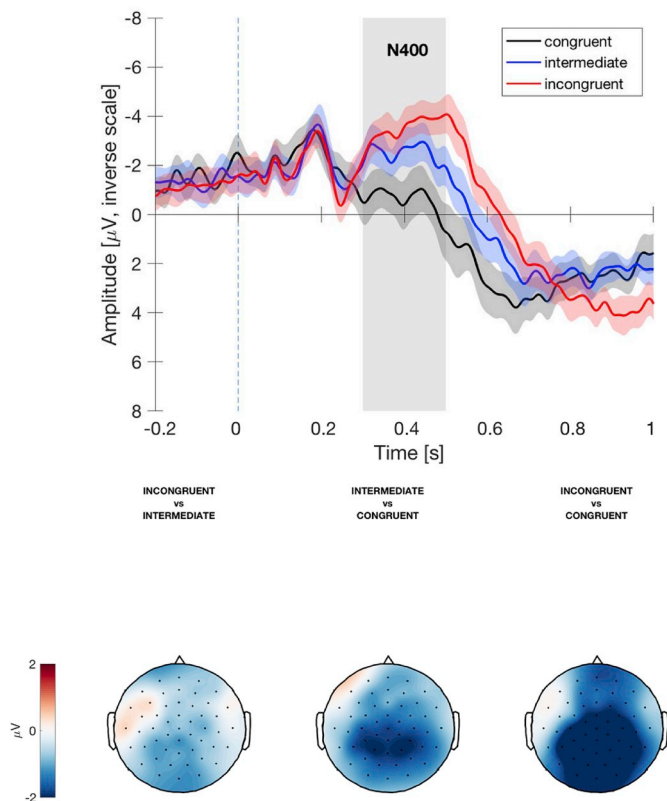 -8
-6
-4
-2
0
2
4
6
8
Amplitude [µV, inverse scale]
N400
congruent
intermediate
incongruent
-0.2
0
0.2
0.4
0.6
0.8
1
Time [s]
INCONGRUENT
vs
INTERMEDIATE
INTERMEDIATE
vs
CONGRUENT
INCONGRUENT
vs
CONGRUENT
2
0
-2
µV